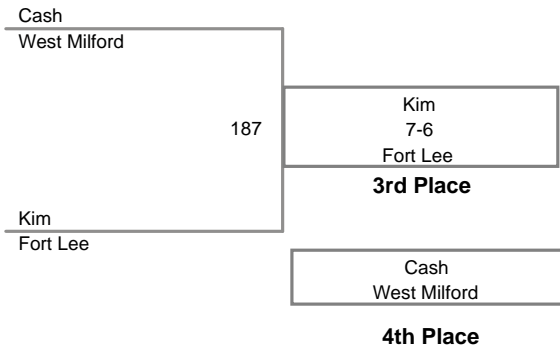 Cash
West Milford
187
Kim
7-6
Fort Lee
3rd Place
Kim
Fort Lee
Cash
West Milford
4th Place